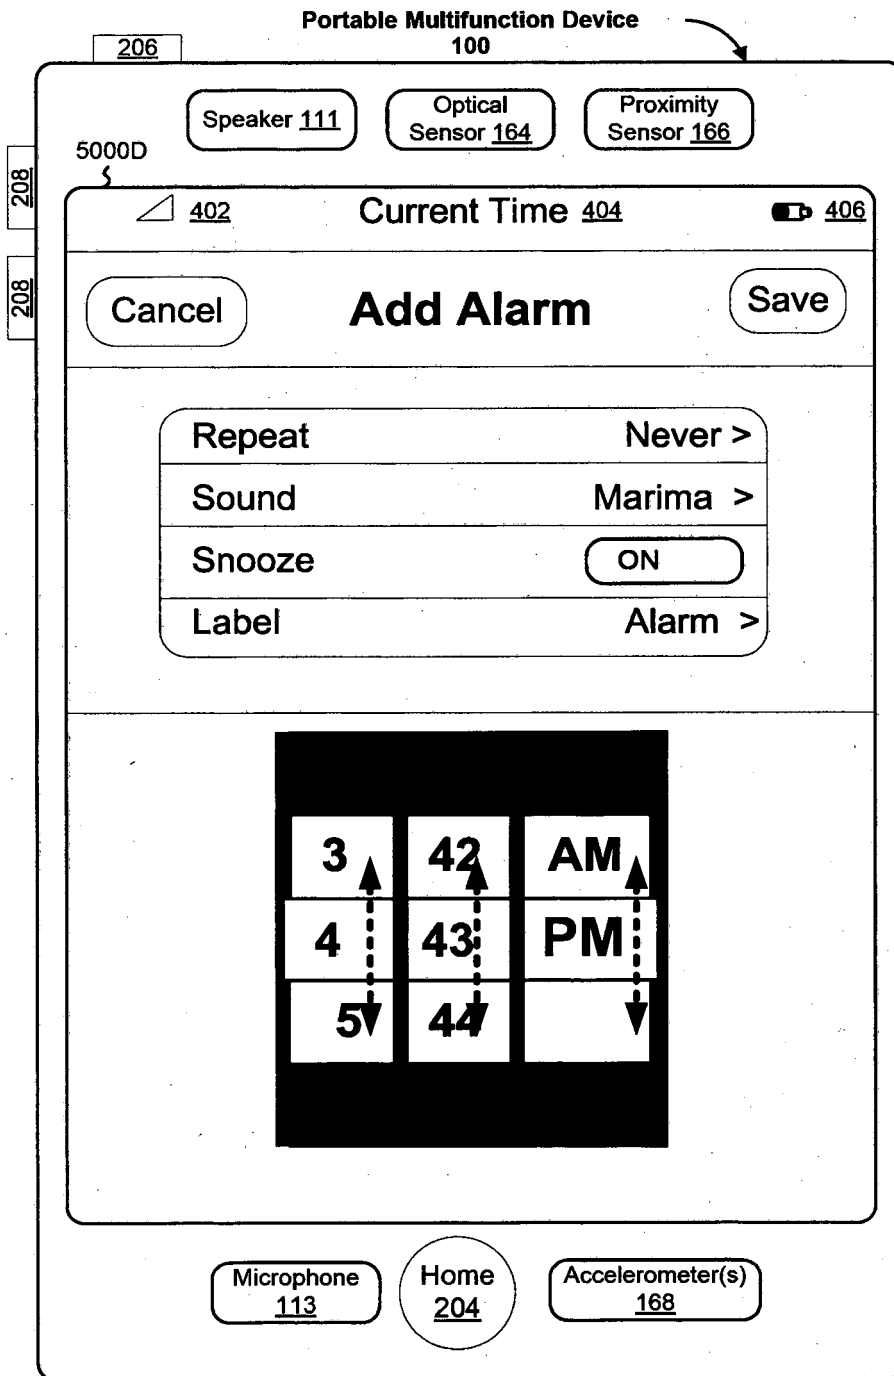 Portable Multifunction Device
100
206
Speaker 111
Optical
Sensor 164
Proximity
Sensor 166
5000D
208
208
402
Current Time 404
406
Cancel
Add Alarm
Save
Repeat
Never >
Sound
Marima >
Snooze
ON
Label
Alarm >
3 42 AM
4 43 PM
5 44
Microphone
113
Home
204
Accelerometer(s)
168